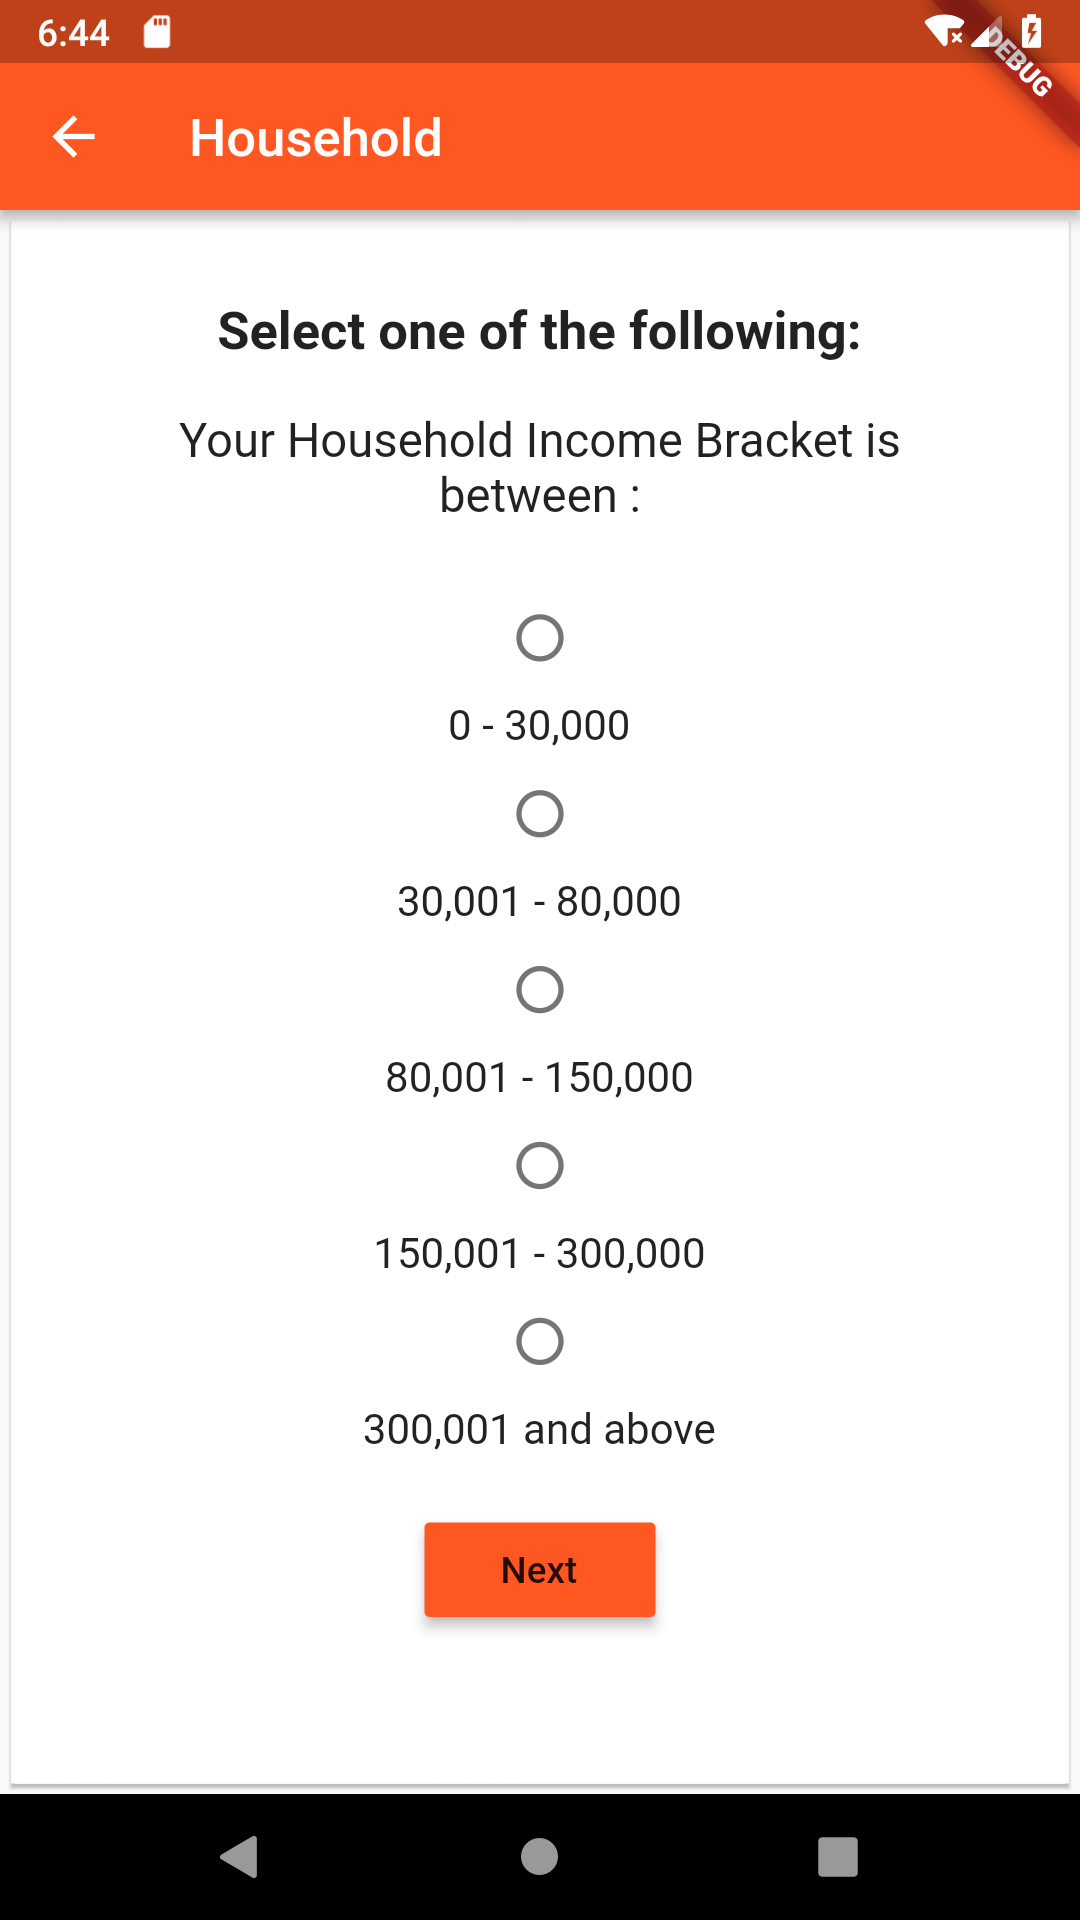 6:44
DEBUG
Household
Select one of the following:
Your Household Income Bracket is
between :
0 - 30,000
30,001 - 80,000
80,001 - 150,000
150,001 - 300,000
300,001 and above
Next